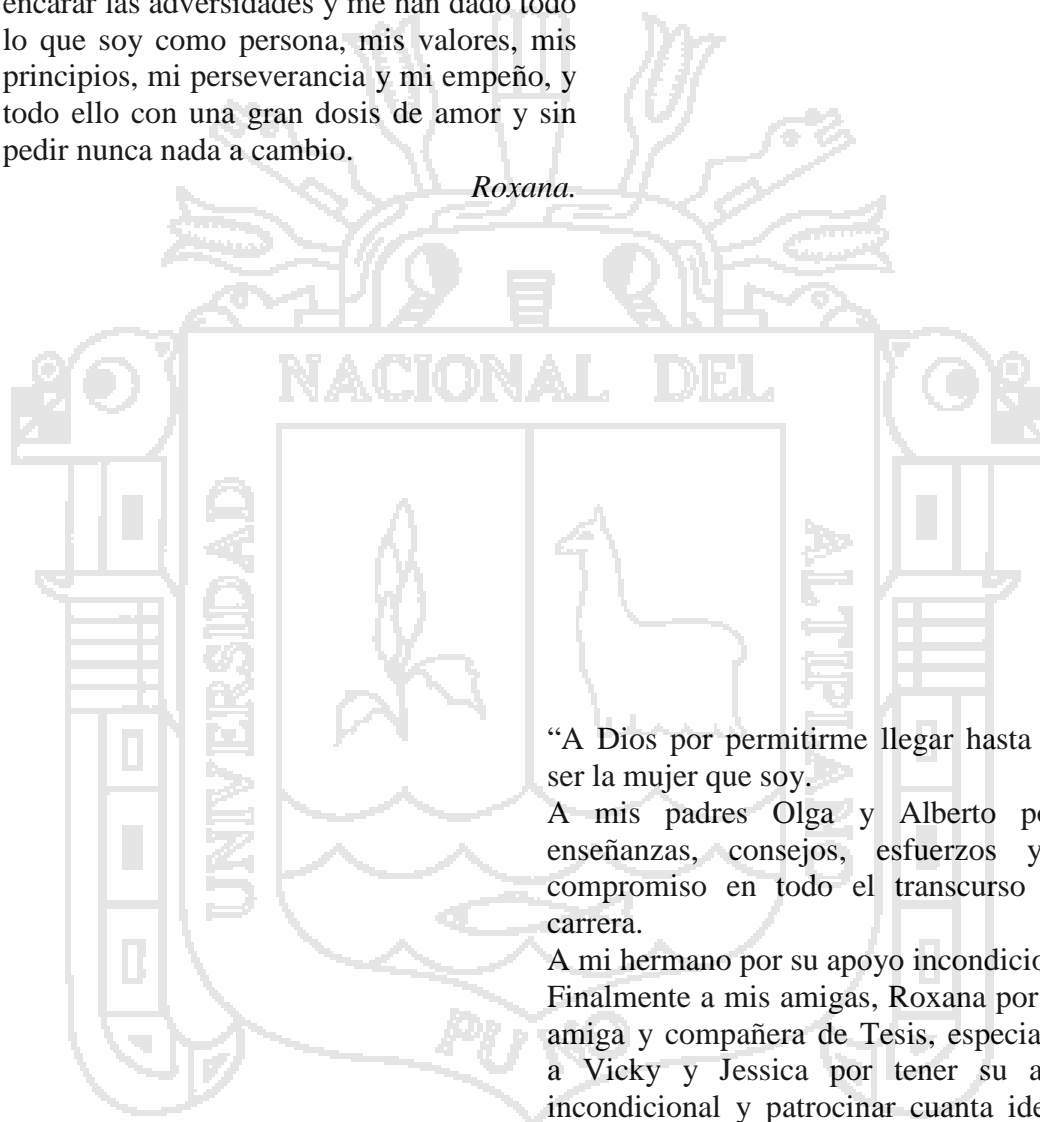 encarar las adversidades y me han dado todo
lo que soy como persona, mis valores, mis
principios, mi perseverancia y mi empeño, y
todo ello con una gran dosis de amor y sin
pedir nunca nada a cambio.
Roxana.
NACIONAL DEL
UNIVERSIDAD
ALTIPLANO
“A Dios por permitirme llegar hasta
ser la mujer que soy.
A mis padres Olga y Alberto
enseñanzas, consejos, esfuerzos y
compromiso en todo el transcurso
carrera.
A mi hermano por su apoyo
Finalmente a mis amigas, Roxana por
amiga y compañera de Tesis,
a Vicky y Jessica por tener su
incondicional y patrocinar cuanta